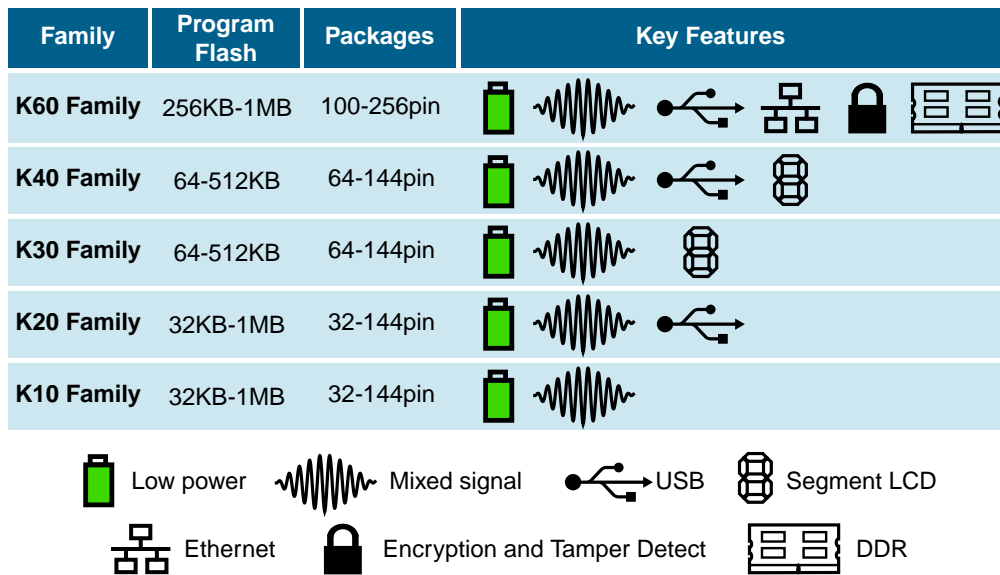 Family Program Flash Packages Key Features
K60 Family 256KB-1MB 100-256pin
K40 Family 64-512KB 64-144pin
K30 Family 64-512KB 64-144pin
K20 Family 32KB-1MB 32-144pin
K10 Family 32KB-1MB 32-144pin
Low power Mixed signal USB Segment LCD
Ethernet Encryption and Tamper Detect DDR